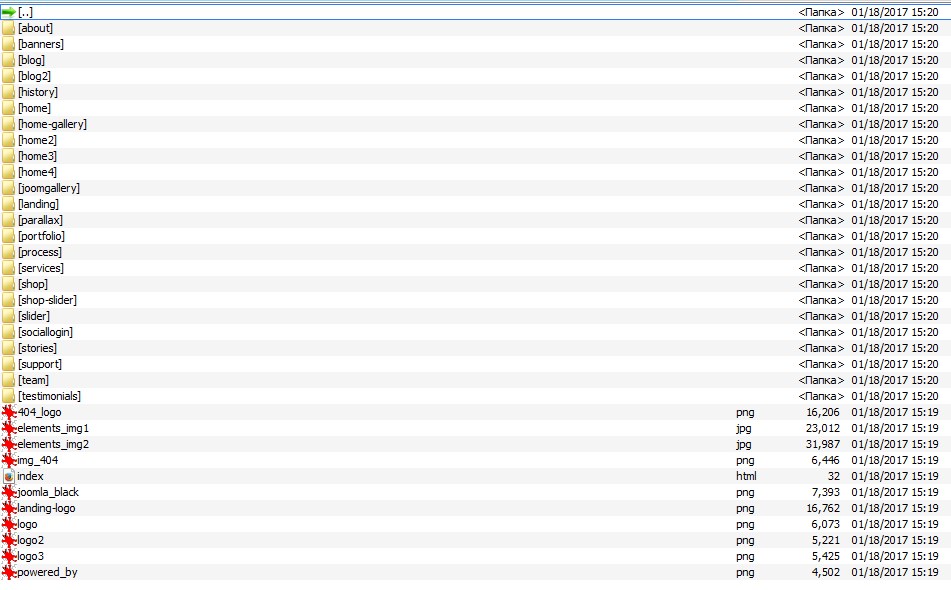 [..] <Папка> 01/18/2017 15:20
[about] <Папка> 01/18/2017 15:20
[banners] <Папка> 01/18/2017 15:20
[blog] <Папка> 01/18/2017 15:20
[blog2] <Папка> 01/18/2017 15:20
[history] <Папка> 01/18/2017 15:20
[home] <Папка> 01/18/2017 15:20
[home-gallery] <Папка> 01/18/2017 15:20
[home2] <Папка> 01/18/2017 15:20
[home3] <Папка> 01/18/2017 15:20
[home4] <Папка> 01/18/2017 15:20
[joomgallery] <Папка> 01/18/2017 15:20
[landing] <Папка> 01/18/2017 15:20
[parallax] <Папка> 01/18/2017 15:20
[portfolio] <Папка> 01/18/2017 15:20
[process] <Папка> 01/18/2017 15:20
[services] <Папка> 01/18/2017 15:20
[shop] <Папка> 01/18/2017 15:20
[shop-slider] <Папка> 01/18/2017 15:20
[slider] <Папка> 01/18/2017 15:20
[sociallogin] <Папка> 01/18/2017 15:20
[stories] <Папка> 01/18/2017 15:20
[support] <Папка> 01/18/2017 15:20
[team] <Папка> 01/18/2017 15:20
[testimonials] <Папка> 01/18/2017 15:20
404_logo png 16,206 01/18/2017 15:19
elements_img1 jpg 23,012 01/18/2017 15:19
elements_img2 jpg 31,987 01/18/2017 15:19
img_404 png 6,446 01/18/2017 15:19
index html 32 01/18/2017 15:19
joomla_black png 7,393 01/18/2017 15:19
landing-logo png 16,762 01/18/2017 15:19
logo png 6,073 01/18/2017 15:19
logo2 png 5,221 01/18/2017 15:19
logo3 png 5,425 01/18/2017 15:19
powered_by png 4,502 01/18/2017 15:19